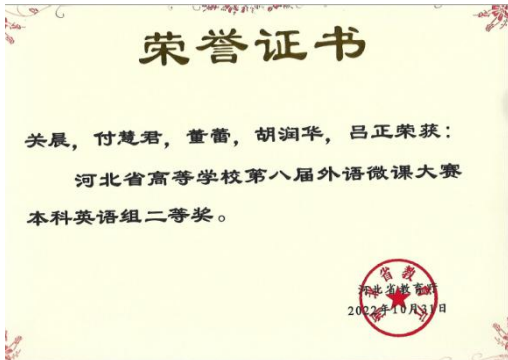 荣誉证书
关晨，付慧君，董蕾，胡润华，吕正荣获：
河北省高等学校第八届外语微课大赛
本科英语组二等奖。
河北省教育厅
2022年10月31日